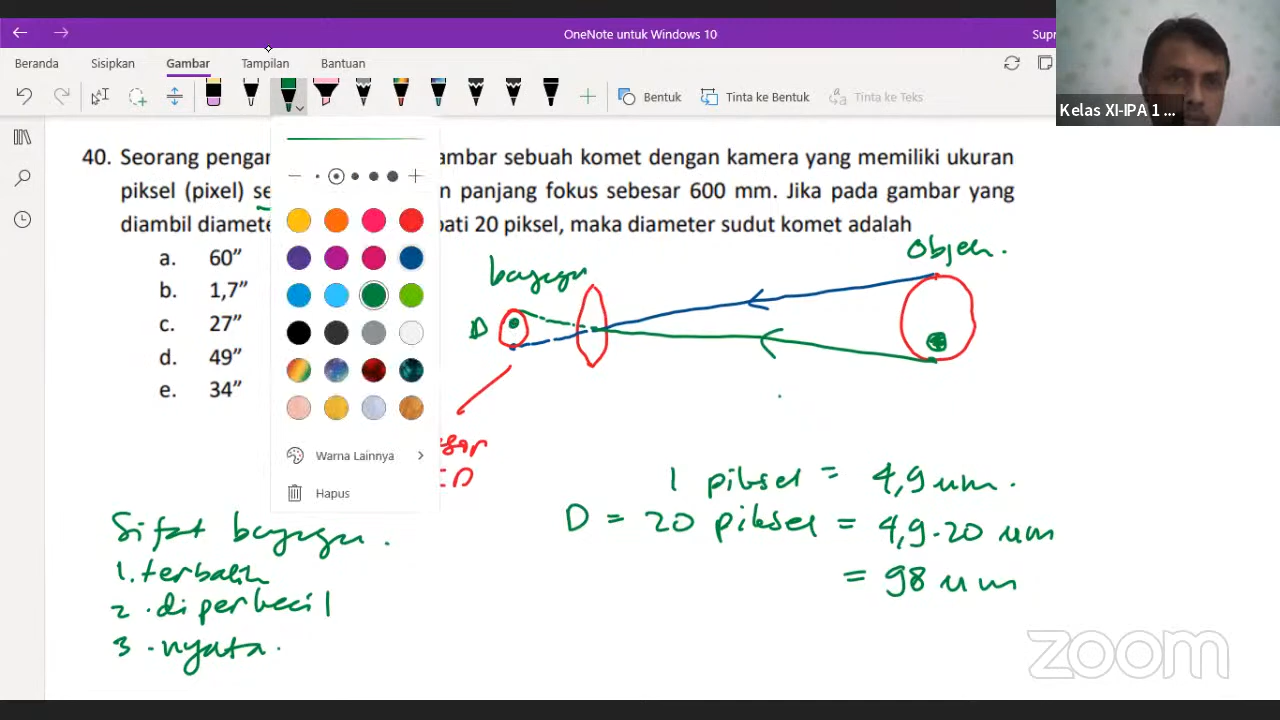 OneNote untuk Windows 10
Supr
Beranda
Sisipkan
Gambar
Tampilan
Bantuan
Bentuk
Tinta ke Bentuk
Tinta ke Teks
Kelas XI-IPA 1 ...
40. Seorang pengar ambar sebuah komet dengan kamera yang memiliki ukuran
piksel (pixel) se n panjang fokus sebesar 600 mm. Jika pada gambar yang
diambil diamete pati 20 piksel, maka diameter sudut komet adalah
a. 60”
b. 1,7”
c. 27”
d. 49”
e. 34”
Objek.
bayagn
D
Warna Lainnya
Hapus
1 piksel = 4,9 um.
D = 20 piksel = 4,9.20 um
= 98 um
Sifat bayagn.
1. terbalik
2. diperkecil
3. nyata.
zoom